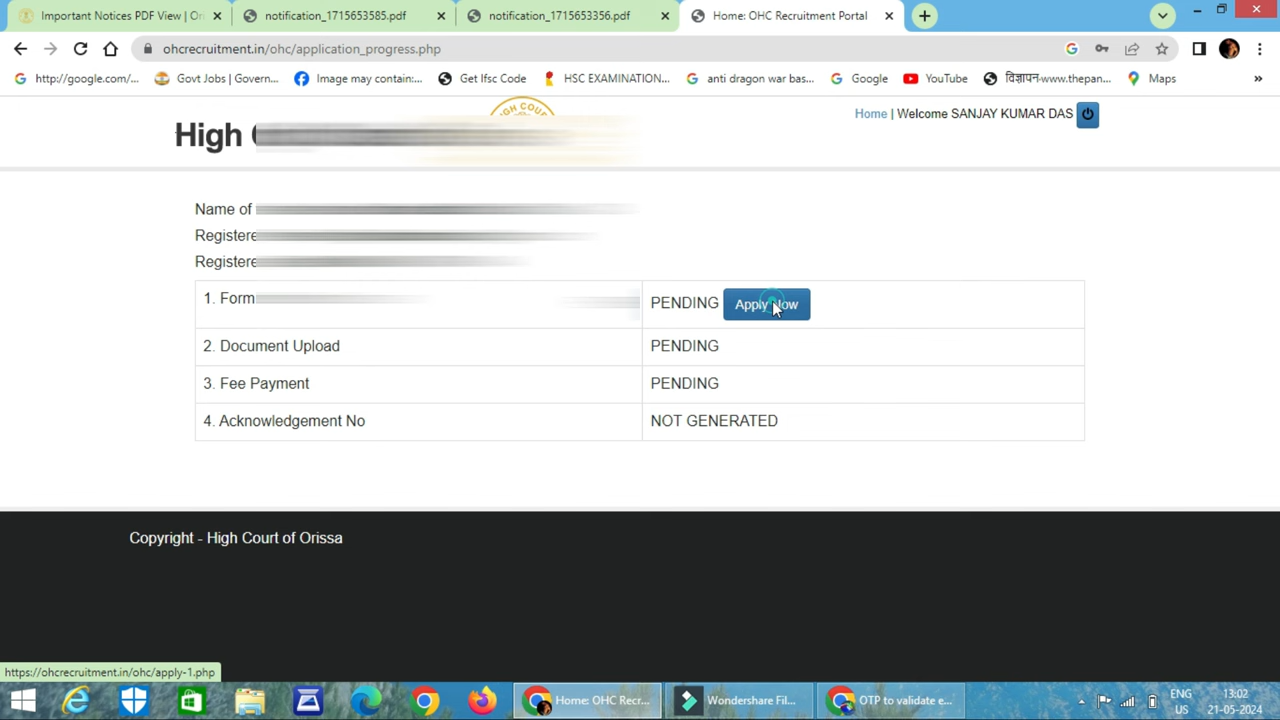 Important Notices PDF View | Ori
notification_1715653585.pdf
notification_1715653356.pdf
Home: OHC Recruitment Portal
ohcrecruitment.in/ohc/application_progress.php
http://google.com/...
Govt Jobs | Govern...
Image may contain:...
Get Ifsc Code
HSC EXAMINATION...
anti dragon war bas...
Google
YouTube
विज्ञापन-www.thepan...
Maps
»
HIGH COU
Home | Welcome SANJAY KUMAR DAS
High
Name of
Registere
Registere
1. Form
PENDING Apply Now
2. Document Upload
PENDING
3. Fee Payment
PENDING
4. Acknowledgement No
NOT GENERATED
Copyright - High Court of Orissa
https://ohcrecruitment.in/ohc/apply-1.php
Home: OHC Recr...
Wondershare Fil...
OTP to validate e...
ENG
US
13:02
21-05-2024